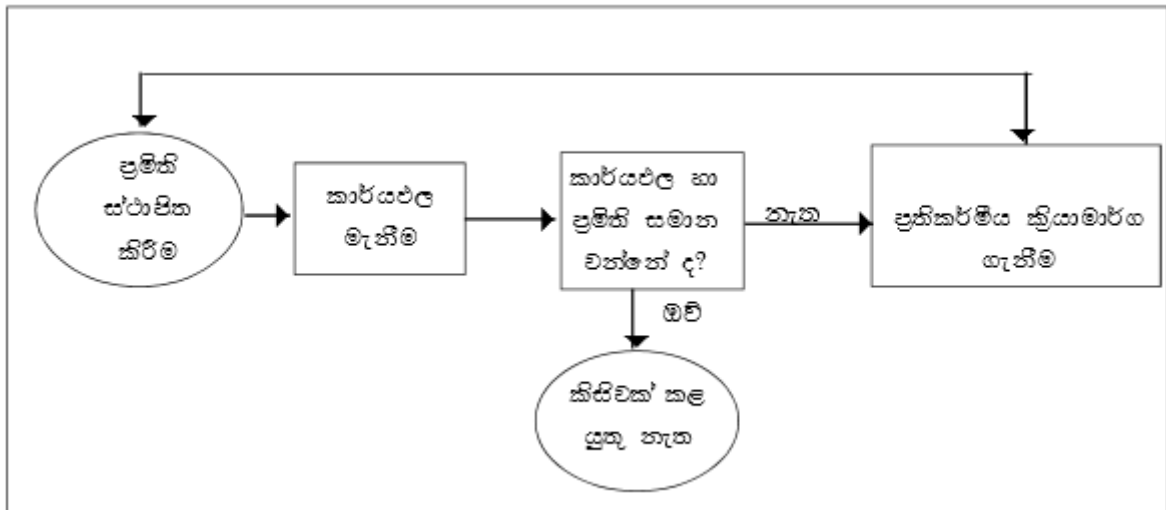 ප්‍රමිති
ස්ථාපිත
කිරීම
කාර්යඵල
මැනීම
කාර්යඵල හා
ප්‍රමිති සමාන
වන්නේ ද?
නැත
ප්‍රතිකර්මීය ක්‍රියාමාර්ග
ගැනීම
ඔව්
කිසිවක් කළ
යුතු නැත